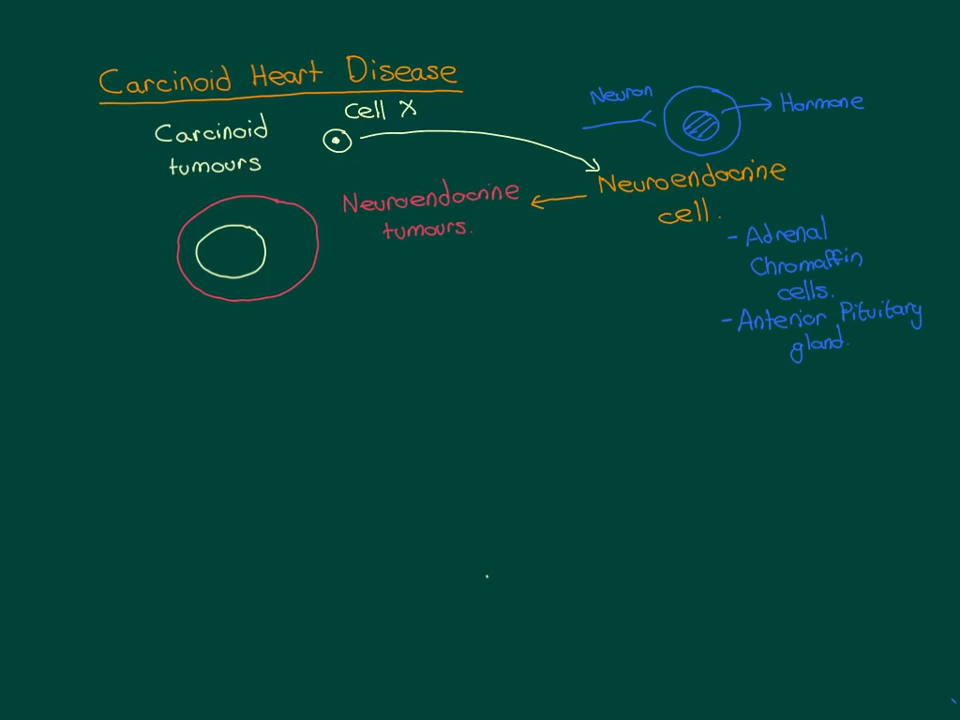 Carcinoid Heart Disease
Carcinoid
tumours
Cell X
Neuron
Hormone
Neuroendocrine
cell.
Neuroendocrine
tumours.
- Adrenal
Chromaffin
cells.
- Anterior Pituitary
gland.